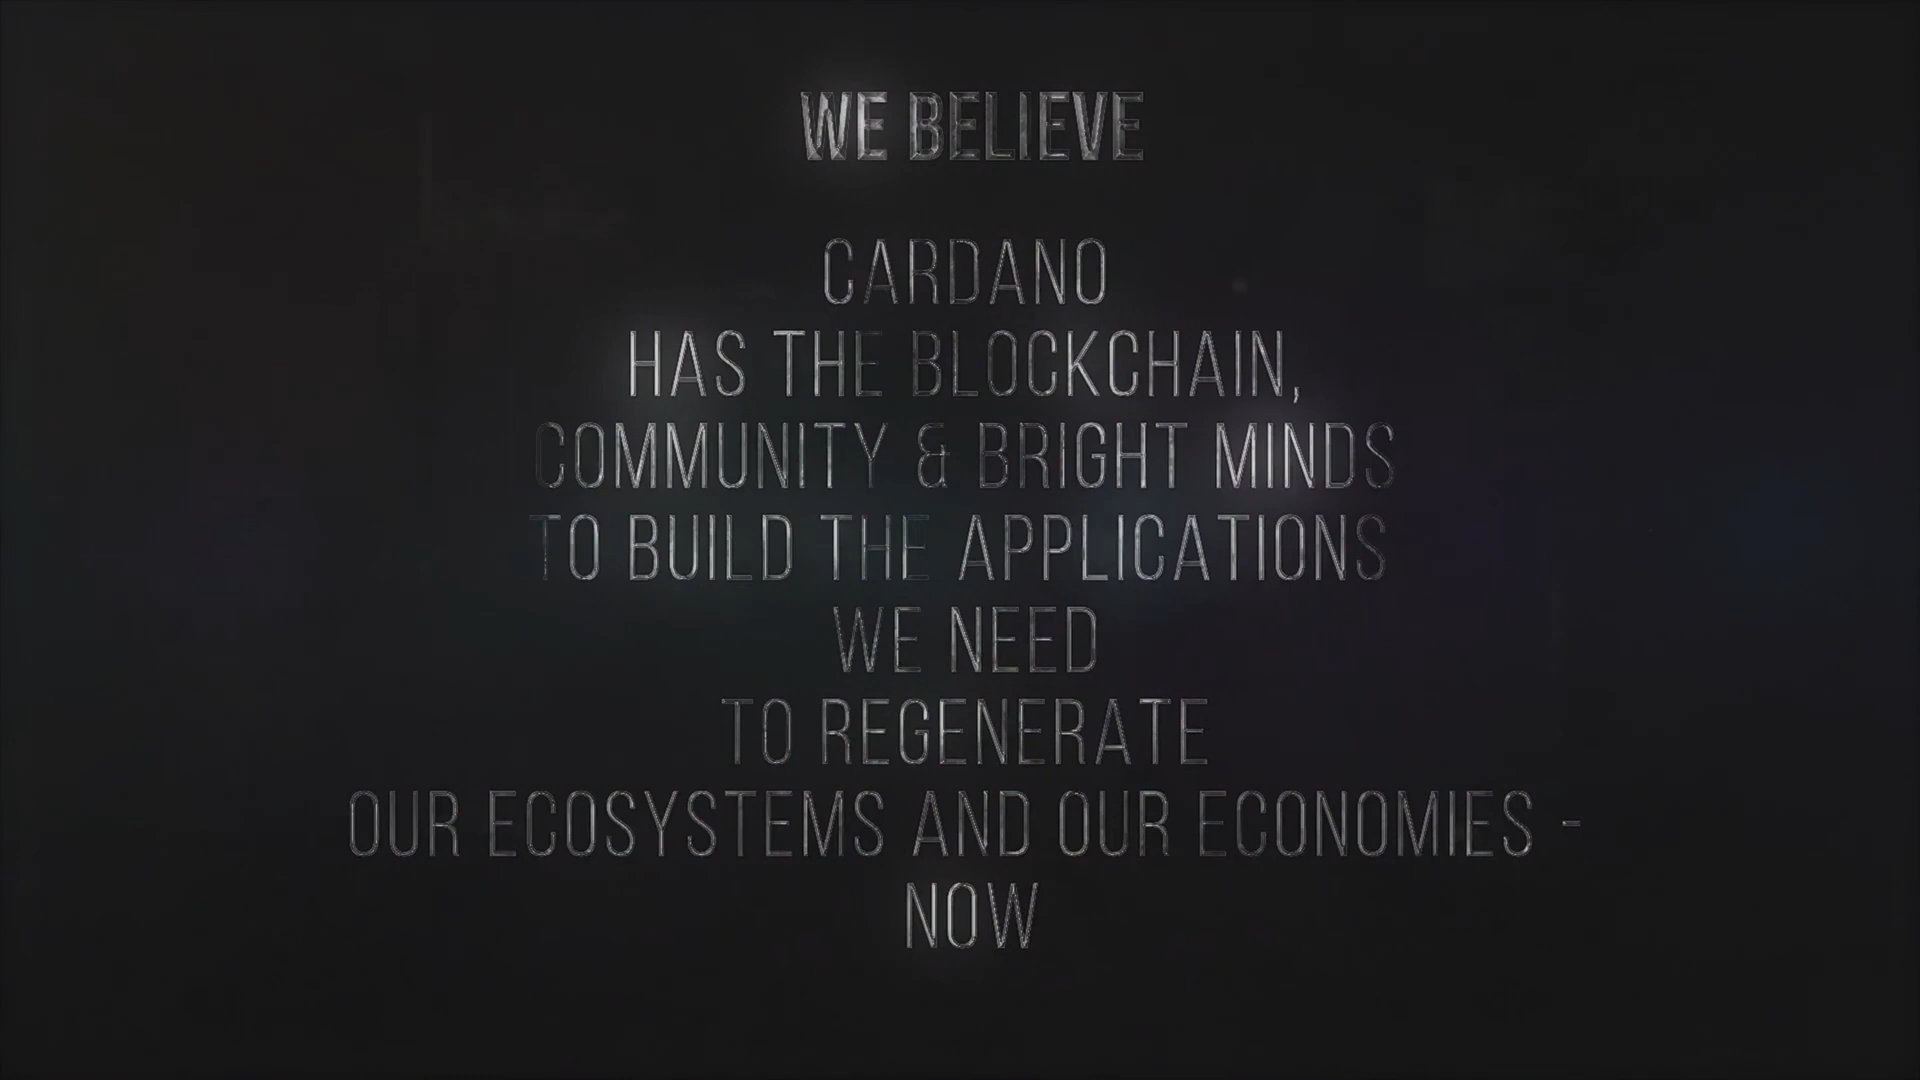 WE BELIEVE
CARDANO
HAS THE BLOCKCHAIN,
COMMUNITY & BRIGHT MINDS
TO BUILD THE APPLICATIONS
WE NEED
TO REGENERATE
OUR ECOSYSTEMS AND OUR ECONOMIES -
NOW